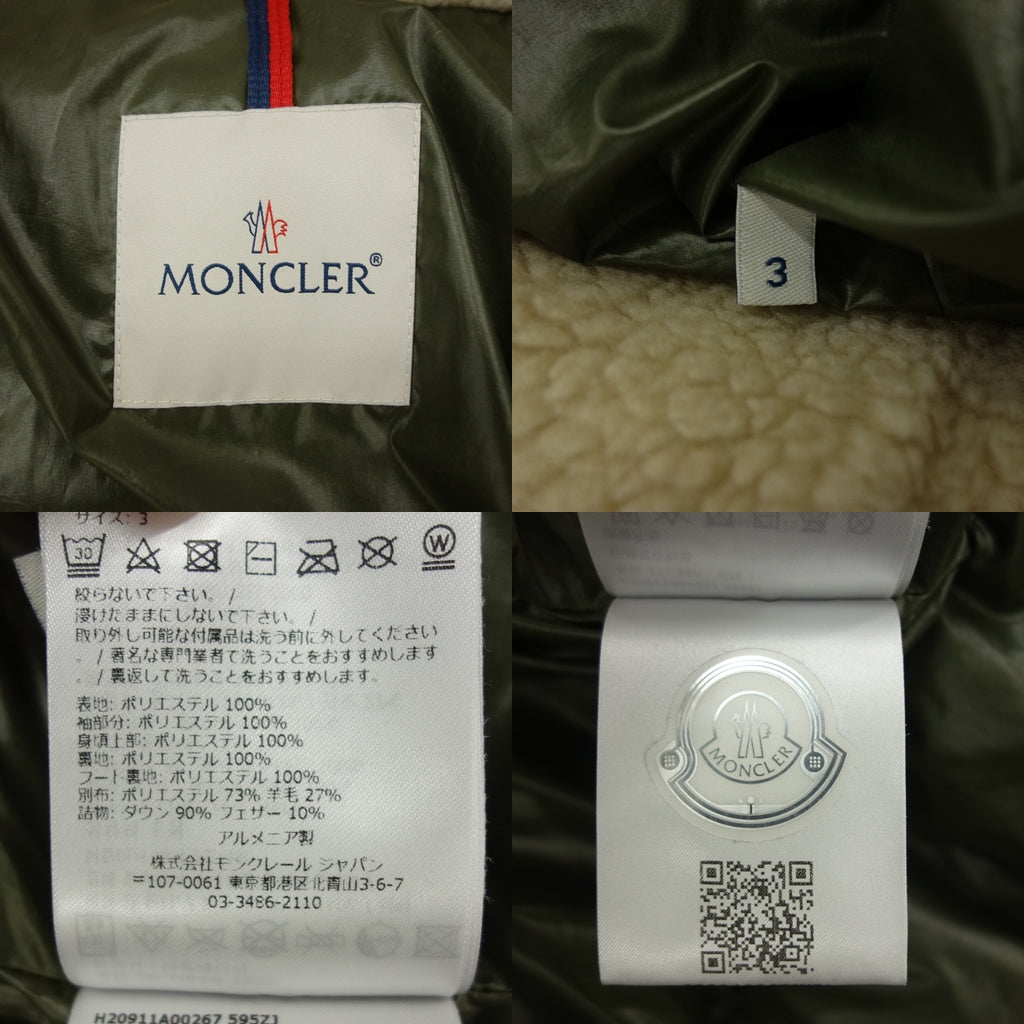 MONCLER®
3
サイズ: 3
30
W
絞らないで下さい。 /
浸けたままにしないで下さい。 /
取り外し可能な付属品は洗う前に外してください
。 / 著名な専門業者で洗うことをおすすめします
。 / 裏返して洗うことをおすすめします。
表地: ポリエステル 100%
袖部分: ポリエステル 100%
身頃上部: ポリエステル 100%
裏地: ポリエステル 100%
フード裏地: ポリエステル 100%
別布: ポリエステル 73% 羊毛 27%
詰物: ダウン 90% フェザー 10%
アルメニア製
株式会社モンクレール ジャパン
〒107-0061 東京都港区北青山3-6-7
03-3486-2110
H20911A00267 595ZJ
MONCLER